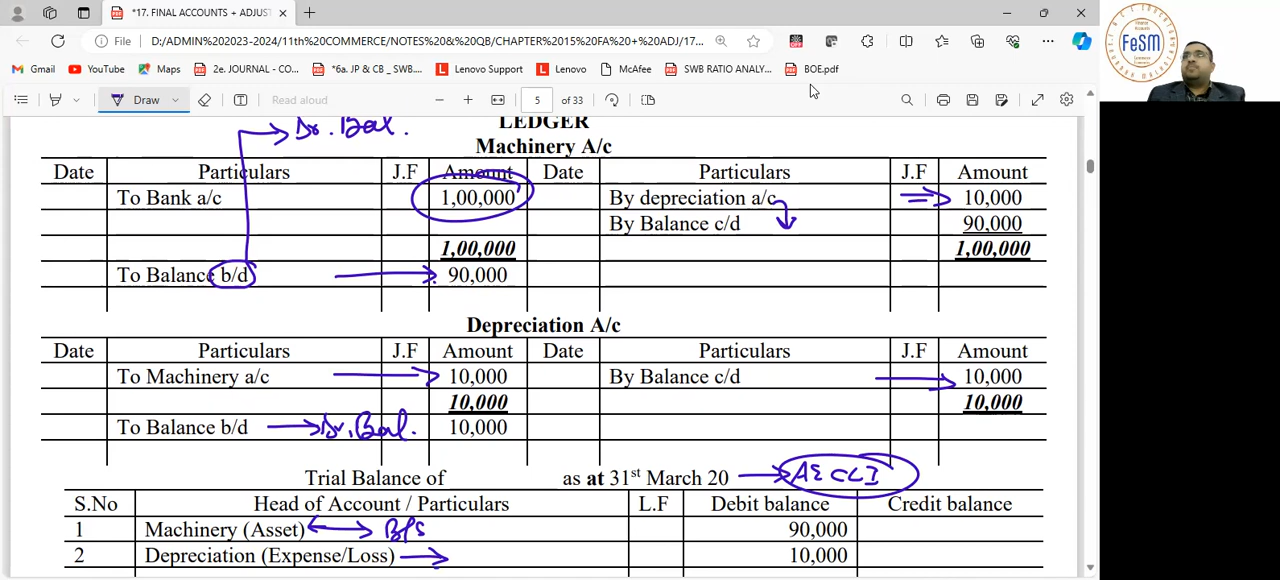 *17. FINAL ACCOUNTS + ADJUST
File D:/ADMIN%202023-2024/11th%20COMMERCE/NOTES%20&%20QB/CHAPTER%2015%20FA%20+%20ADJ/17...
Gmail YouTube Maps 2e. JOURNAL - CO... *6a. JP & CB _ SWB.... Lenovo Support Lenovo McAfee SWB RATIO ANALY... BOE.pdf
Draw Read aloud 5 of 33
FeSM
Dr. Bal.
LEDGER
Machinery A/c
Date Particulars J.F Amount Date Particulars J.F Amount
To Bank a/c 1,00,000 By depreciation a/c 10,000
By Balance c/d 90,000
1,00,000 1,00,000
To Balance b/d 90,000
Depreciation A/c
Date Particulars J.F Amount Date Particulars J.F Amount
To Machinery a/c 10,000 By Balance c/d 10,000
10,000 10,000
To Balance b/d Dr. Bal. 10,000
Trial Balance of as at 31st March 20 AE CLI
S.No Head of Account / Particulars L.F Debit balance Credit balance
1 Machinery (Asset) B/S 90,000
2 Depreciation (Expense/Loss) 10,000